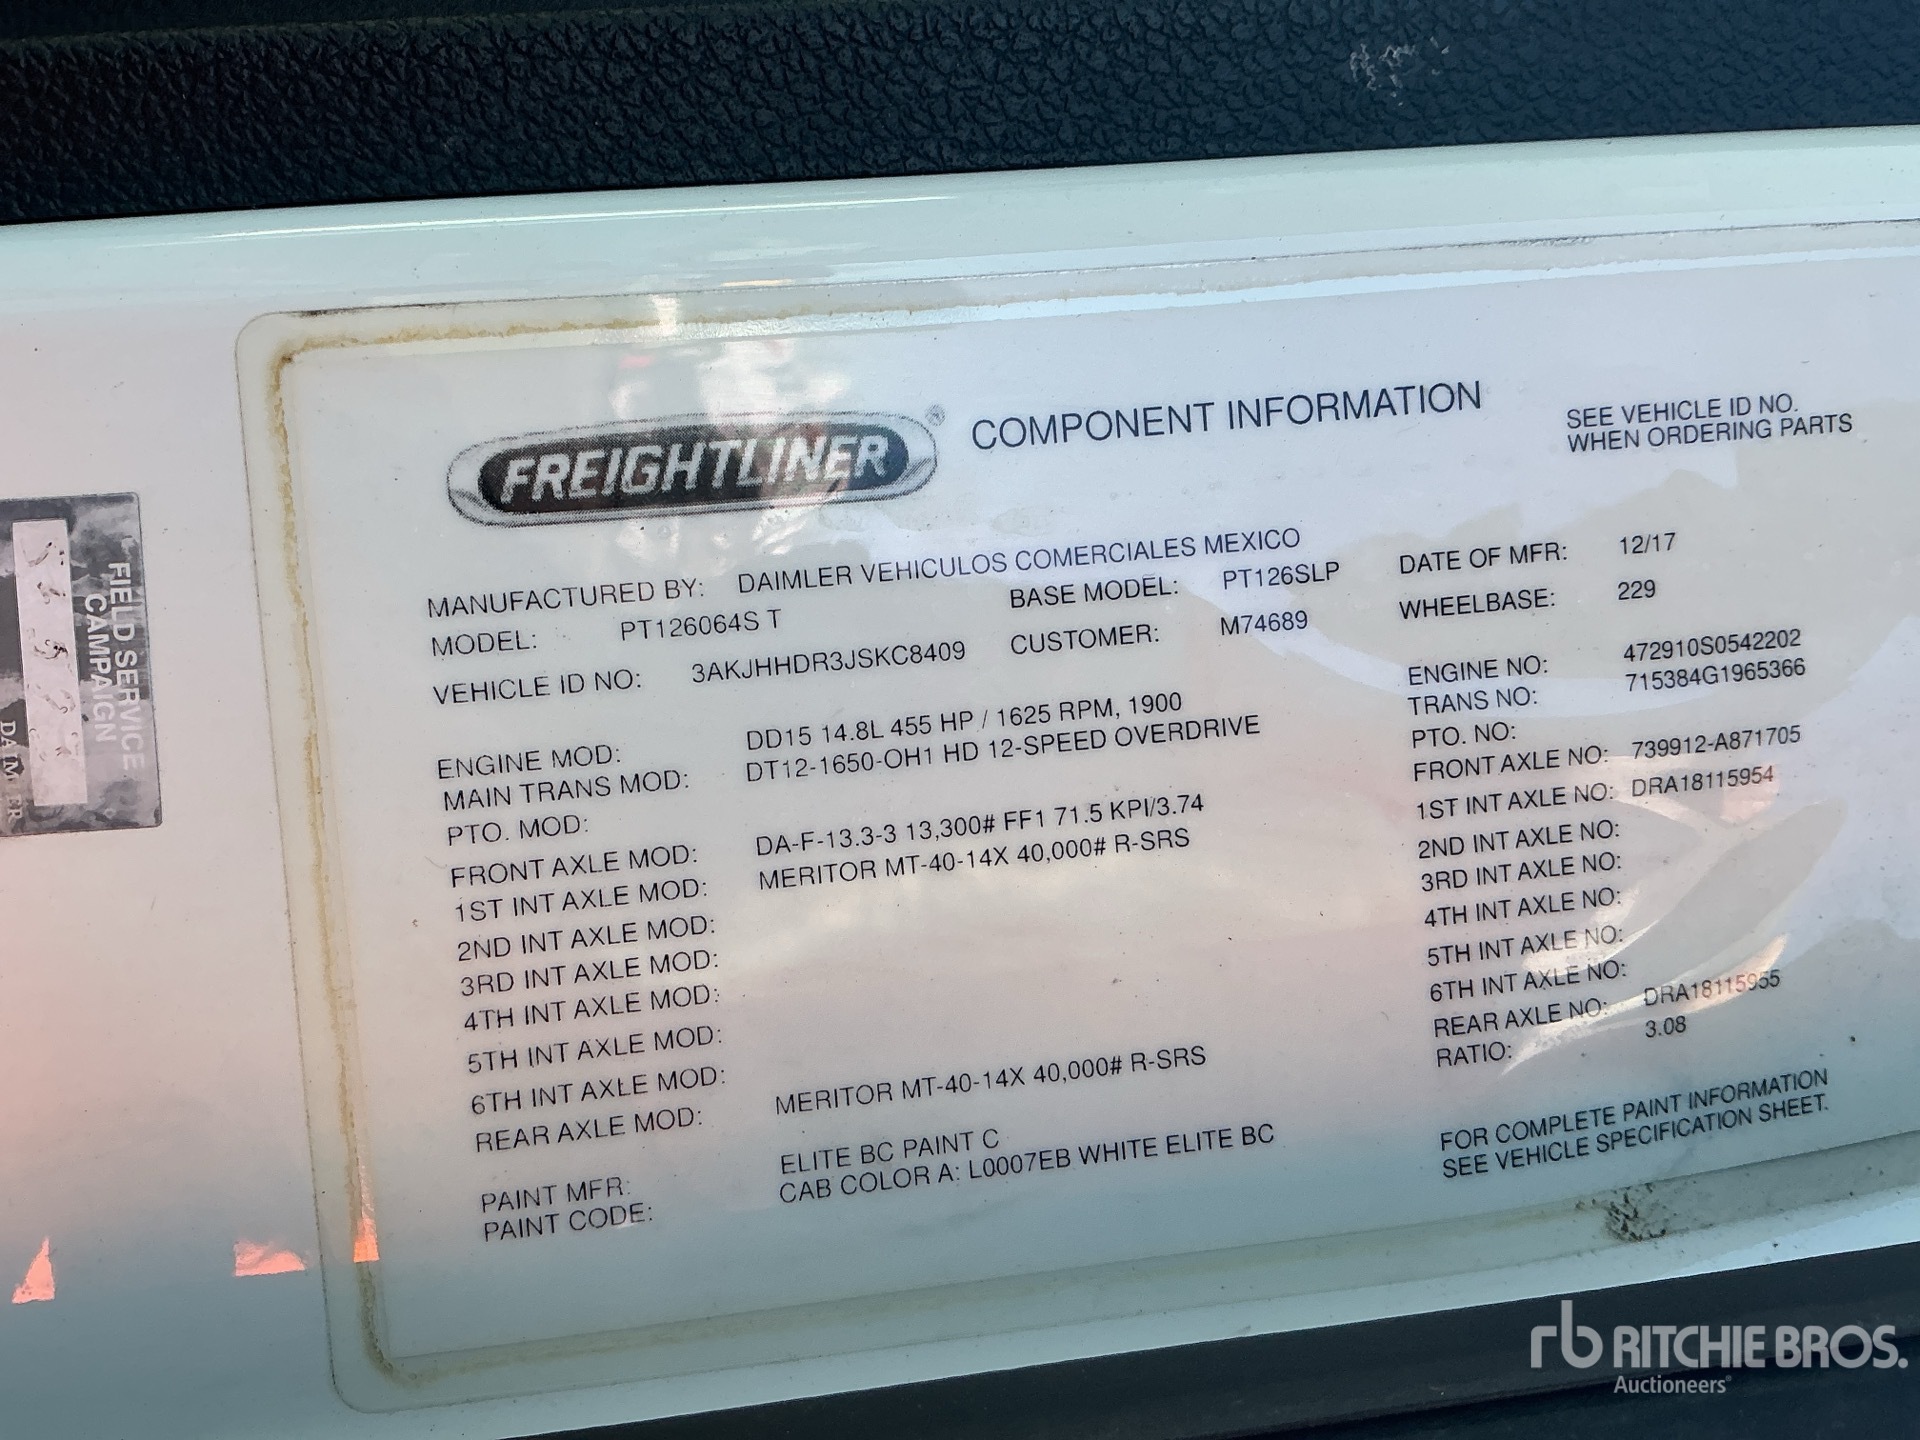 FREIGHTLINER ® COMPONENT INFORMATION
SEE VEHICLE ID NO.
WHEN ORDERING PARTS
MANUFACTURED BY: DAIMLER VEHICULOS COMERCIALES MEXICO
DATE OF MFR: 12/17
MODEL: PT126064S T
BASE MODEL: PT126SLP
WHEELBASE: 229
VEHICLE ID NO: 3AKJHHDR3JSKC8409
CUSTOMER: M74689
ENGINE NO: 472910S0542202
TRANS NO: 715384G1965366
ENGINE MOD: DD15 14.8L 455 HP / 1625 RPM, 1900
MAIN TRANS MOD: DT12-1650-OH1 HD 12-SPEED OVERDRIVE
PTO. NO:
PTO. MOD:
FRONT AXLE NO: 739912-A871705
FRONT AXLE MOD: DA-F-13.3-3 13,300# FF1 71.5 KPI/3.74
1ST INT AXLE NO: DRA18115954
1ST INT AXLE MOD: MERITOR MT-40-14X 40,000# R-SRS
2ND INT AXLE NO:
2ND INT AXLE MOD:
3RD INT AXLE NO:
3RD INT AXLE MOD:
4TH INT AXLE NO:
4TH INT AXLE MOD:
5TH INT AXLE NO:
5TH INT AXLE MOD:
6TH INT AXLE NO:
6TH INT AXLE MOD:
REAR AXLE NO: DRA18115955
RATIO: 3.08
REAR AXLE MOD: MERITOR MT-40-14X 40,000# R-SRS
PAINT MFR: ELITE BC PAINT C
PAINT CODE: CAB COLOR A: L0007EB WHITE ELITE BC
FOR COMPLETE PAINT INFORMATION
SEE VEHICLE SPECIFICATION SHEET.
FIELD SERVICE
CAMPAIGN
DAIMLER
rb RITCHIE BROS.
Auctioneers